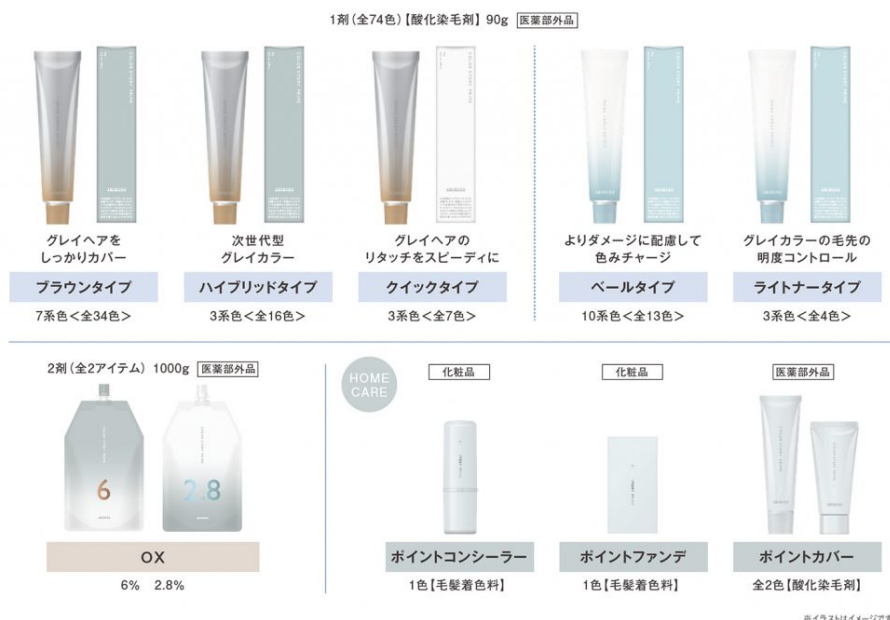 1剤(全74色)【酸化染毛剤】 90g 医薬部外品
グレイヘアを
しっかりカバー
ブラウンタイプ
7系色<全34色>
次世代型
グレイカラー
ハイブリッドタイプ
3系色<全16色>
グレイヘアの
リタッチをスピーディに
クイックタイプ
3系色<全7色>
よりダメージに配慮して
色みチャージ
ベールタイプ
10系色<全13色>
グレイカラーの毛先の
明度コントロール
ライトナータイプ
3系色<全4色>
2剤(全2アイテム) 1000g 医薬部外品
6
2.8
OX
6% 2.8%
HOME
CARE
化粧品
ポイントコンシーラー
1色【毛髪着色料】
化粧品
ポイントファンデ
1色【毛髪着色料】
医薬部外品
ポイントカバー
全2色【酸化染毛剤】
※イラストはイメージです